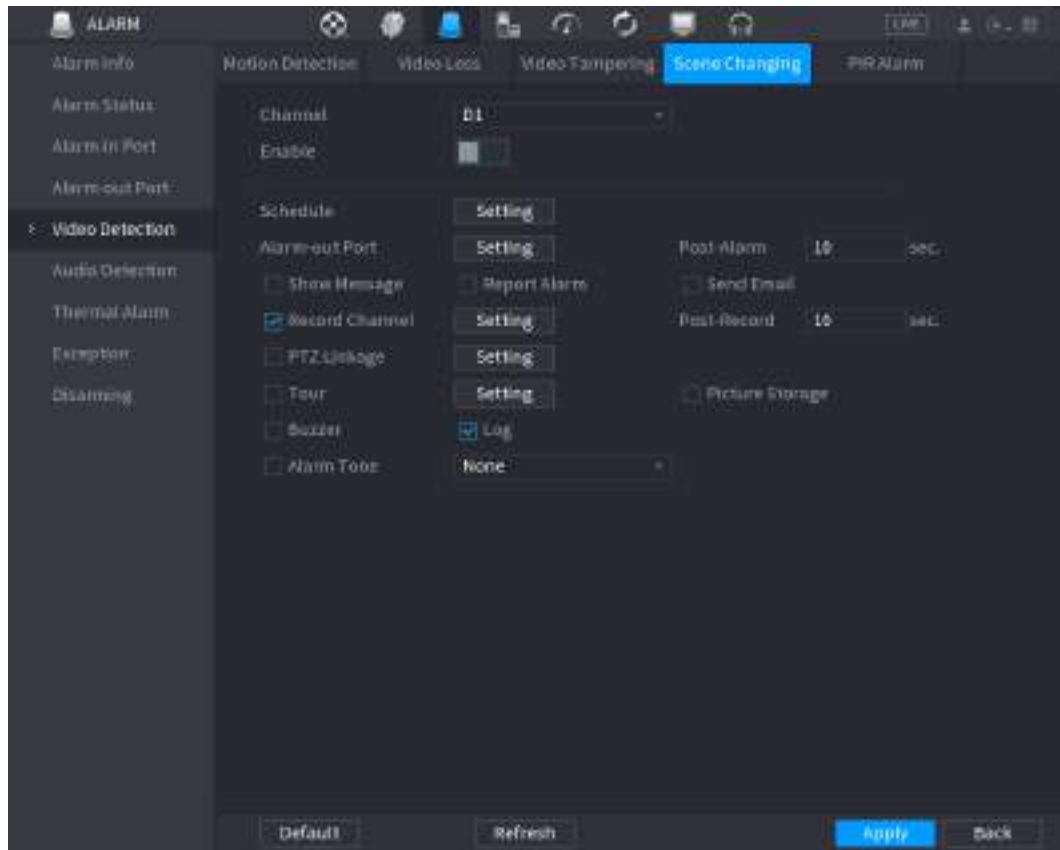 ALARM
LIVE
Alarm Info
Alarm Status
Alarm-in Port
Alarm-out Port
Video Detection
Audio Detection
Thermal Alarm
Exception
Disarming
Motion Detection Video Loss Video Tampering Scene Changing PIR Alarm
Channel D1
Enable
Schedule Setting
Alarm-out Port Setting Post-Alarm 10 sec.
Show Message Report Alarm Send Email
Record Channel Setting Post-Record 10 sec.
PTZ Linkage Setting
Tour Setting Picture Storage
Buzzer Log
Alarm Tone None
Default Refresh Apply Back